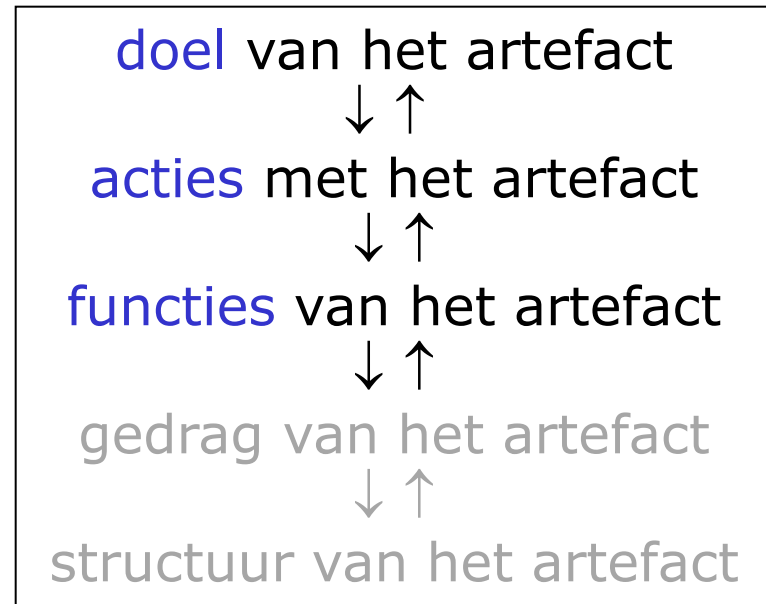 doel van het artefact
↓ ↑
acties met het artefact
↓ ↑
functies van het artefact
↓ ↑
gedrag van het artefact
↓ ↑
structuur van het artefact